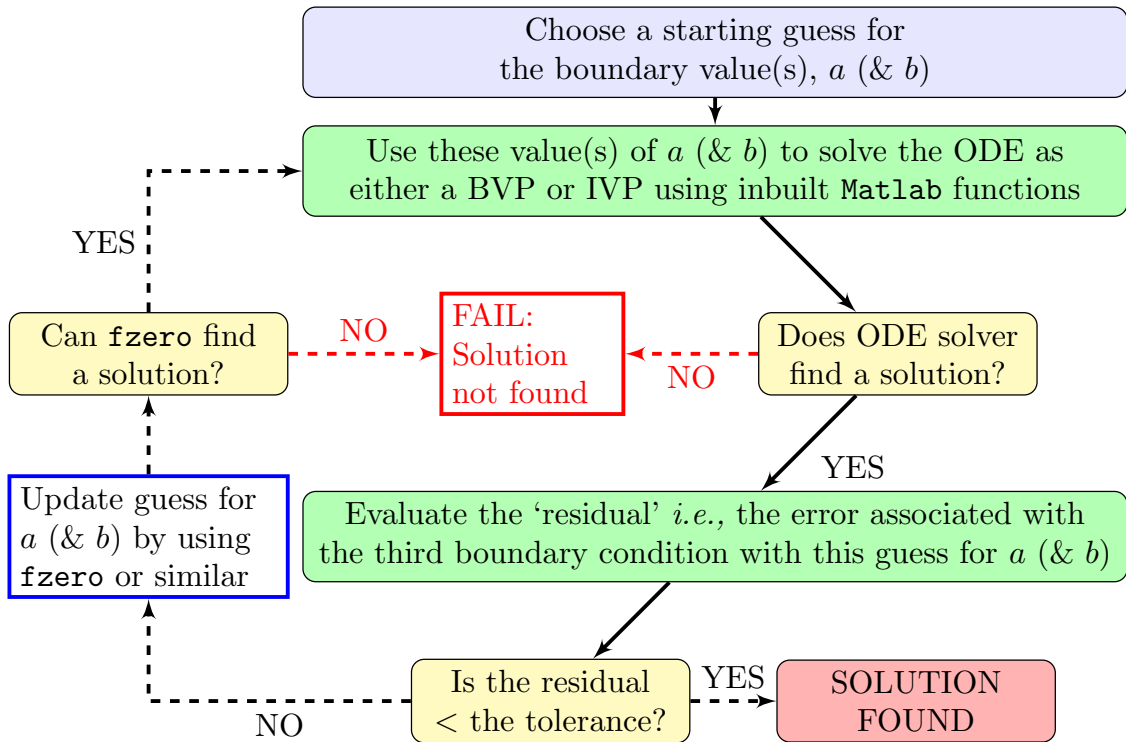 Choose a starting guess for
the boundary value(s), a (& b)
Use these value(s) of a (& b) to solve the ODE as
either a BVP or IVP using inbuilt Matlab functions
YES
Can fzero find
a solution?
NO
FAIL:
Solution
not found
NO
Does ODE solver
find a solution?
YES
Update guess for
a (& b) by using
fzero or similar
Evaluate the ‘residual’ i.e., the error associated with
the third boundary condition with this guess for a (& b)
NO
Is the residual
< the tolerance?
YES
SOLUTION
FOUND